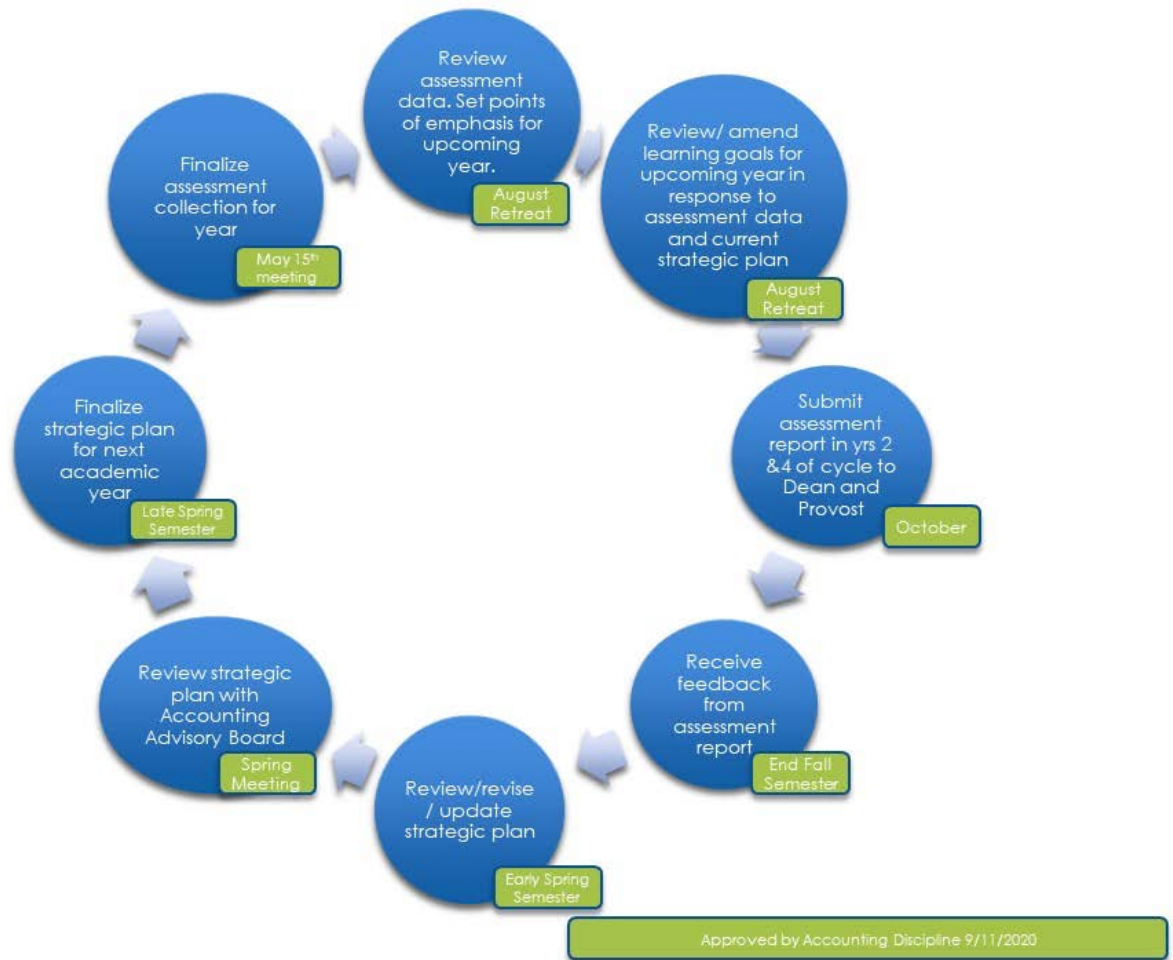 Review
assessment
data. Set points
of emphasis for
upcoming
year.
August
Retreat
Review/ amend
learning goals for
upcoming year in
response to
assessment data
and current
strategic plan
August
Retreat
Submit
assessment
report in yrs 2
&4 of cycle to
Dean and
Provost
October
Receive
feedback
from
assessment
report
End Fall
Semester
Review/revise
/ update
strategic plan
Early Spring
Semester
Review strategic
plan with
Accounting
Advisory Board
Spring
Meeting
Finalize
strategic plan
for next
academic
year
Late Spring
Semester
Finalize
assessment
collection for
year
May 15th
meeting
Approved by Accounting Discipline 9/11/2020